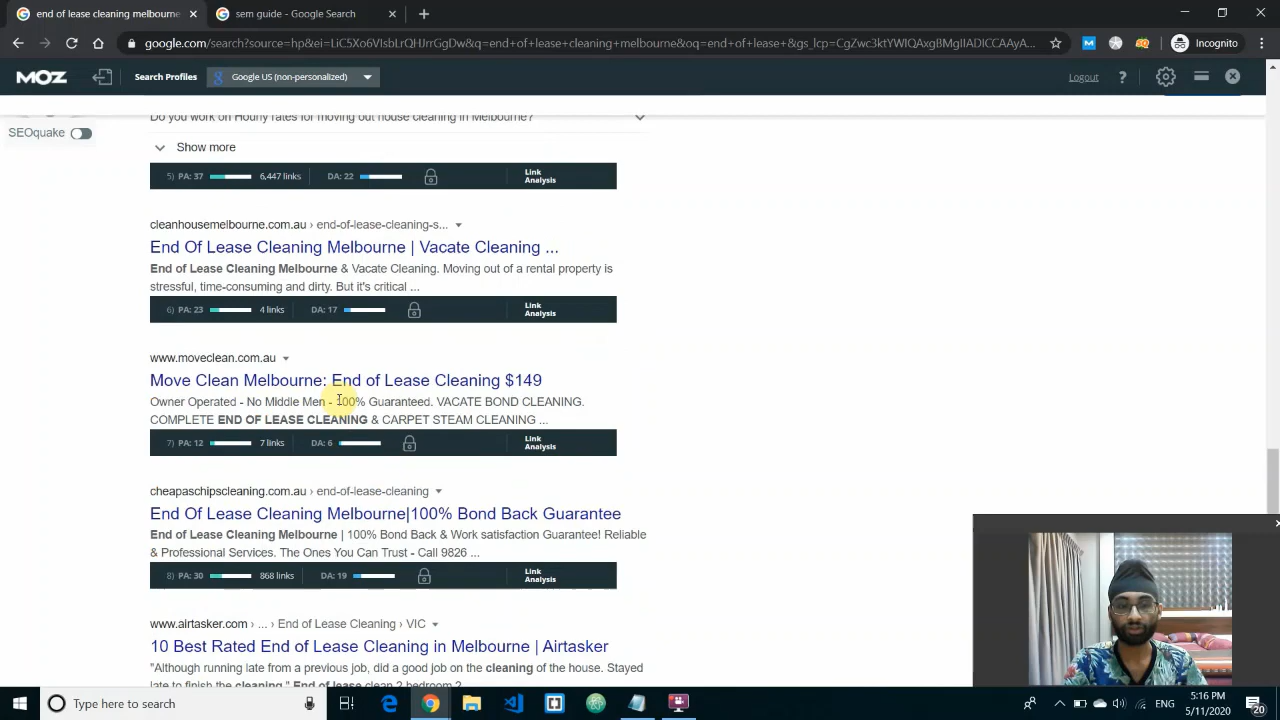 end of lease cleaning melbourne
sem guide - Google Search
google.com/search?source=hp&ei=LiC5Xo6VIsbLrQHJrrGgDw&q=end+of+lease+cleaning+melbourne&oq=end+of+lease+&gs_lcp=CgZwc3ktYWIQAxgBMgIIADICCAAyA...
Incognito
MOZ
Search Profiles
Google US (non-personalized)
Logout
?
SEOquake
Do you work on Hourly rates for moving out house cleaning in Melbourne?
Show more
5) PA: 37 6,447 links DA: 22 Link Analysis
cleanhousemelbourne.com.au › end-of-lease-cleaning-s...
End Of Lease Cleaning Melbourne | Vacate Cleaning ...
End of Lease Cleaning Melbourne & Vacate Cleaning. Moving out of a rental property is
stressful, time-consuming and dirty. But it's critical ...
6) PA: 23 4 links DA: 17 Link Analysis
www.moveclean.com.au
Move Clean Melbourne: End of Lease Cleaning $149
Owner Operated - No Middle Men - 100% Guaranteed. VACATE BOND CLEANING.
COMPLETE END OF LEASE CLEANING & CARPET STEAM CLEANING ...
7) PA: 12 7 links DA: 6 Link Analysis
cheapaschipscleaning.com.au › end-of-lease-cleaning
End Of Lease Cleaning Melbourne|100% Bond Back Guarantee
End of Lease Cleaning Melbourne | 100% Bond Back & Work satisfaction Guarantee! Reliable
& Professional Services. The Ones You Can Trust - Call 9826 ...
8) PA: 30 868 links DA: 19 Link Analysis
www.airtasker.com › ... › End of Lease Cleaning › VIC
10 Best Rated End of Lease Cleaning in Melbourne | Airtasker
"Although running late from a previous job, did a good job on the cleaning of the house. Stayed
late to finish the cleaning." End of lease clean 2 bedroom 2
Type here to search
ENG
5:16 PM
5/11/2020
20